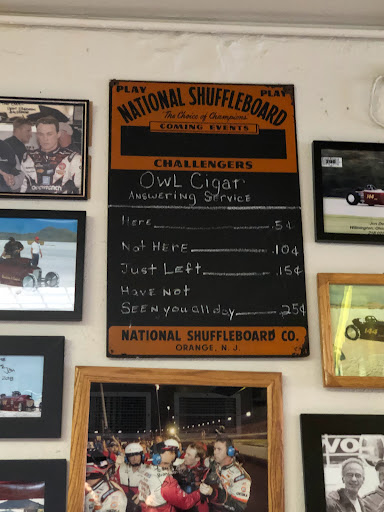 PLAY PLAY
NATIONAL SHUFFLEBOARD
The Choice of Champions
COMING EVENTS
CHALLENGERS
OWL Cigar
ANSWERING SERVICE
Here .5¢
Not Here .10¢
Just Left .15¢
Have not
SEEN you all day .25¢
NATIONAL SHUFFLEBOARD CO.
ORANGE, N. J.